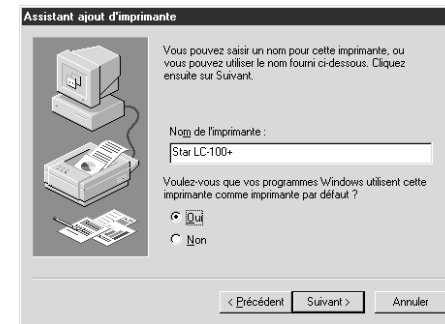 Assistant ajout d'imprimante
Vous pouvez saisir un nom pour cette imprimante, ou
vous pouvez utiliser le nom fourni ci-dessous. Cliquez
ensuite sur Suivant.
Nom de l'imprimante :
Star LC-100+
Voulez-vous que vos programmes Windows utilisent cette
imprimante comme imprimante par défaut ?
Oui
Non
< Précédent Suivant > Annuler